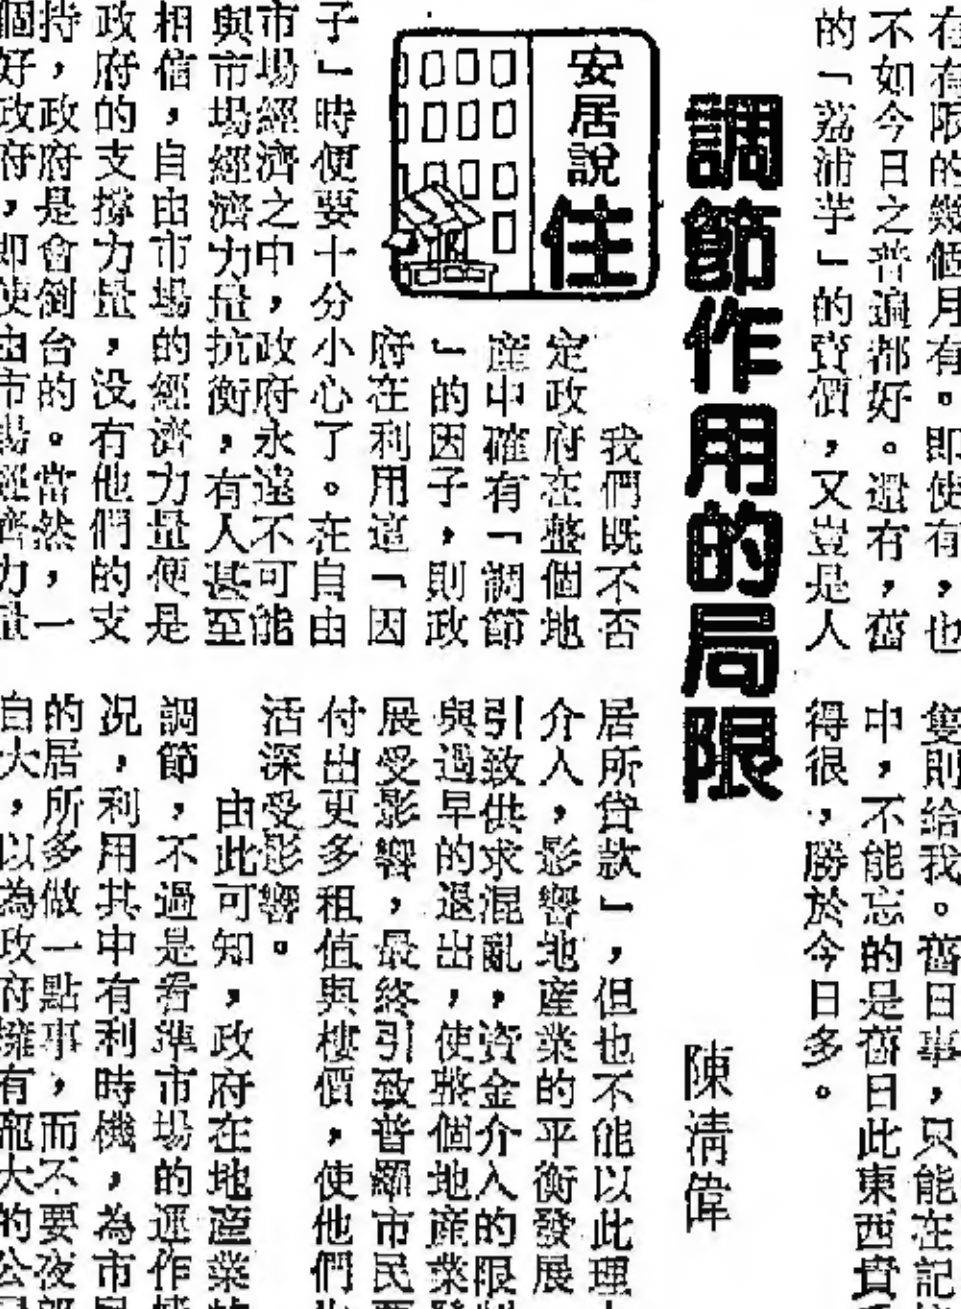 有限的幾個月有。即使有,也
不如今日之普遍都好。還有,舊
的「荔浦芋」的賣價,又豈是人
隻則給我。舊日事,只能在記
中,不能忘的是舊日此東西賣
得很,勝於今日多。
調節作用的局限
陳清偉
安居說住
我們既不否
定政府在整個地
産中確有「調節
」的因子,則政
府在利用這「因
子」時便要十分小心了。在自由
市場經濟之中,政府永遠不可能
與市場經濟力量抗衡,有人甚至
相信,自由市場的經濟力量便是
政府的支撐力量,没有他們的支
持,政府是會倒台的。當然,一
個好政府,即使由市場經濟力量
居所貸款」,但也不能以此理
介入,影響地産業的平衡發展
引致供求混亂,資金介入的限
與過早的退出,使整個地産業
展受影響,最終引致普羅市民
付出更多租值與樓價,使他們
活深受影響。
由此可知,政府在地産業
調節,不過是看準市場的運作
况,利用其中有利時機,為市
的居所多做一點事,而不要夜
自大,以為政府擁有龐大的公